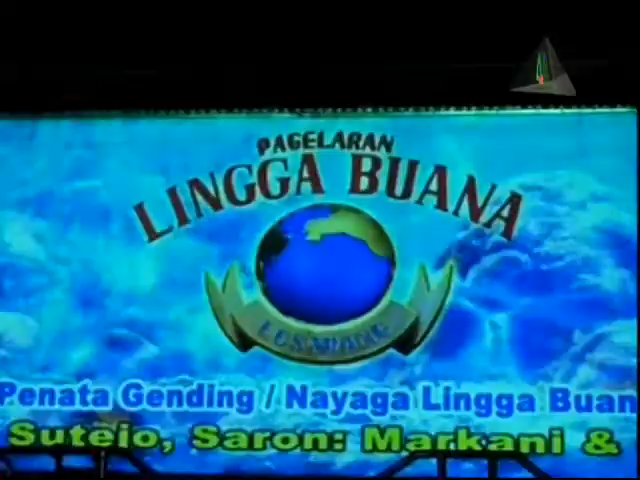 PAGELARAN
LINGGA BUANA
Penata Gending / Nayaga Lingga Buan
Sutejo, Saron: Markani &